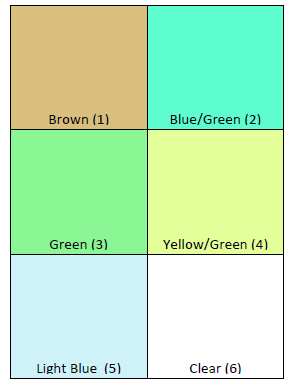 Brown (1)
Blue/Green (2)
Green (3)
Yellow/Green (4)
Light Blue  (5)
Clear (6)